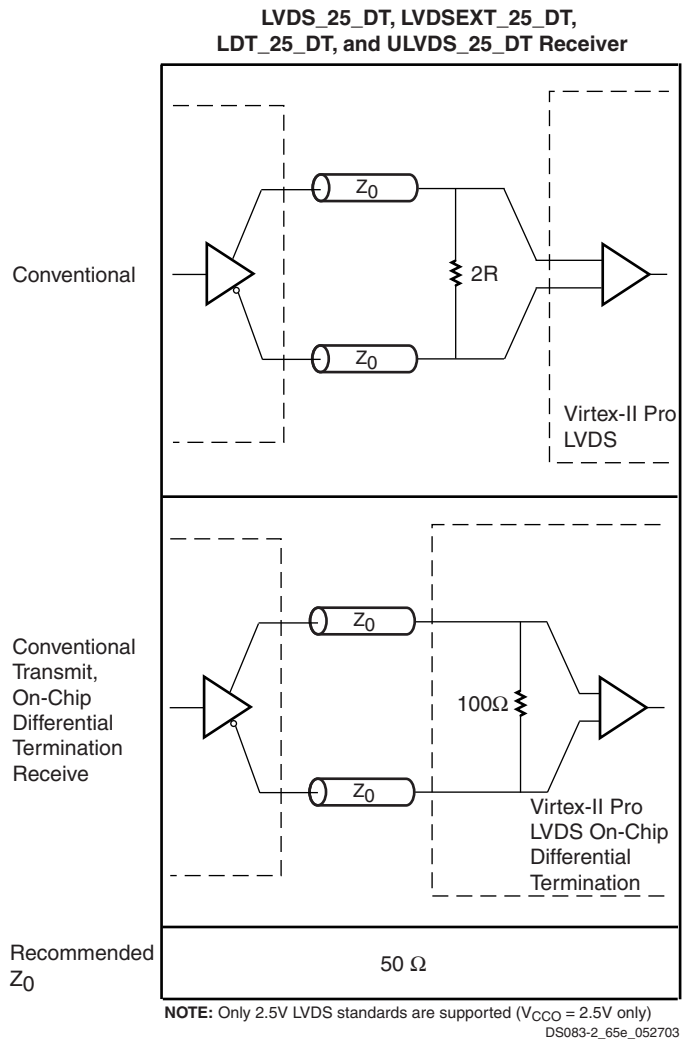 LVDS_25_DT, LVDSEXT_25_DT,
LDT_25_DT, and ULVDS_25_DT Receiver
Conventional
Z0
2R
Z0
Virtex-II Pro
LVDS
Conventional
Transmit,
On-Chip
Differential
Termination
Receive
Z0
100Ω
Z0
Virtex-II Pro
LVDS On-Chip
Differential
Termination
Recommended
Z0
50 Ω
NOTE: Only 2.5V LVDS standards are supported (VCCO = 2.5V only)
DS083-2_65e_052703